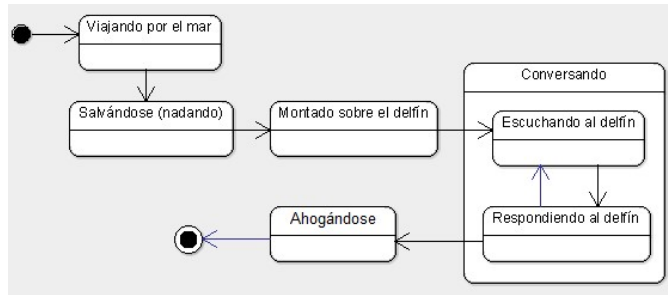 Viajando por el mar
Conversando
Salvándose (nadando)
Montado sobre el delfín
Escuchando al delfín
Ahogándose
Respondiendo al delfín